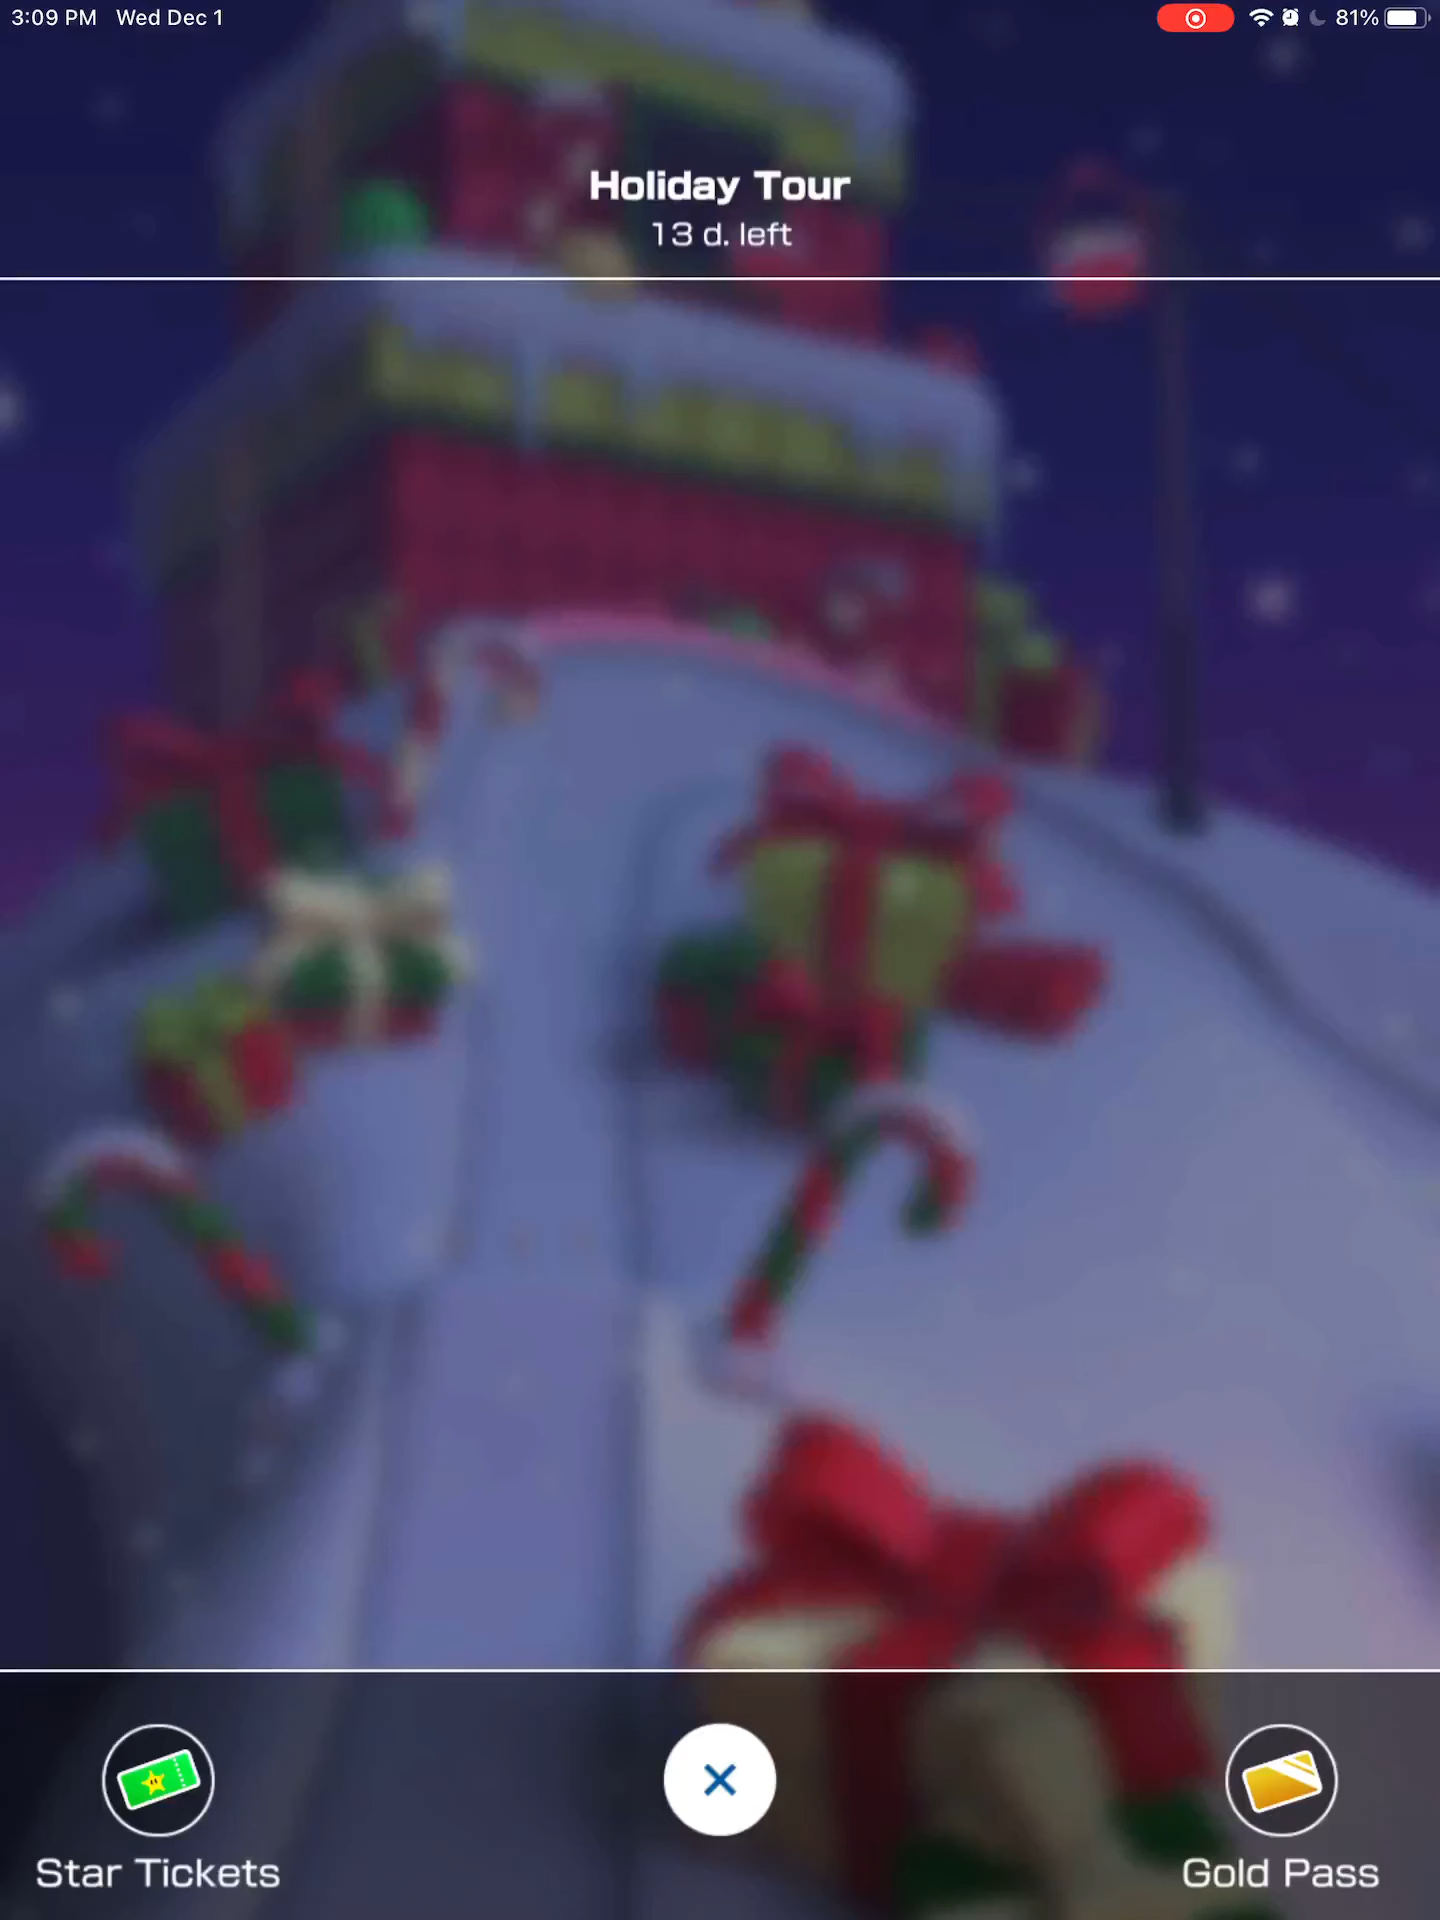 3:09 PM Wed Dec 1
81%
Holiday Tour
13 d. left
Star Tickets
Gold Pass